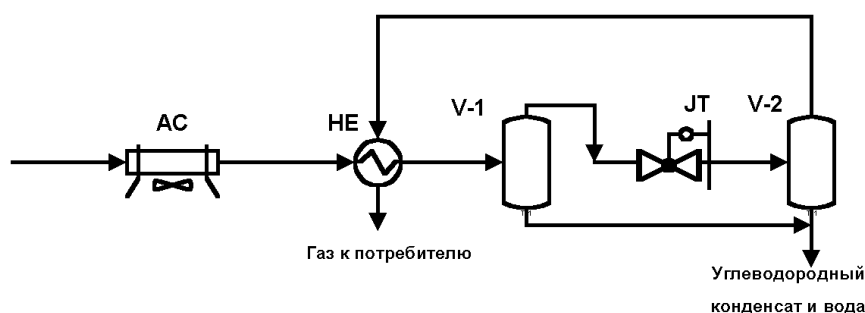 AC
HE
V-1
JT
V-2
Газ к потребителю
Углеводородный
конденсат и вода